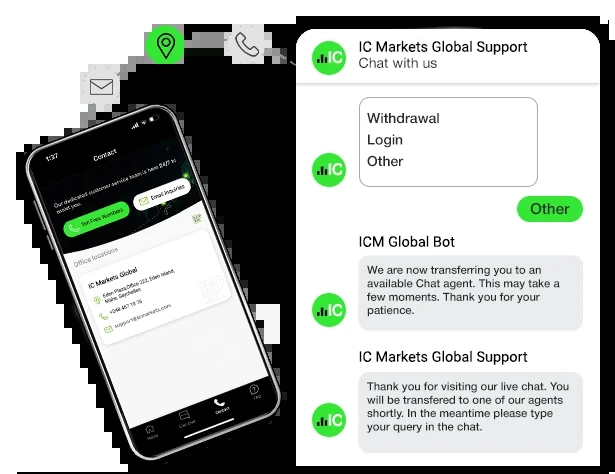 IC Markets Global Support
Chat with us
Withdrawal
Login
Other
Other
ICM Global Bot
We are now transferring you to an
available Chat agent. This may take a
few moments. Thank you for your
patience.
IC Markets Global Support
Thank you for visiting our live chat. You
will be transfered to one of our agents
shortly. In the meantime please type
your query in the chat.
IC
IC
IC
IC
1:37
Contact
Our dedicated customer service team is here 24/7 to
assist you.
Toll Free Numbers
Email Inquiries
Office locations
IC Markets Global
Eden Plaza,Office 222, Eden Island,
Mahe, Seychelles
+248 467 19 76
support@icmarkets.com
Home
Live Chat
Contact
FAQ